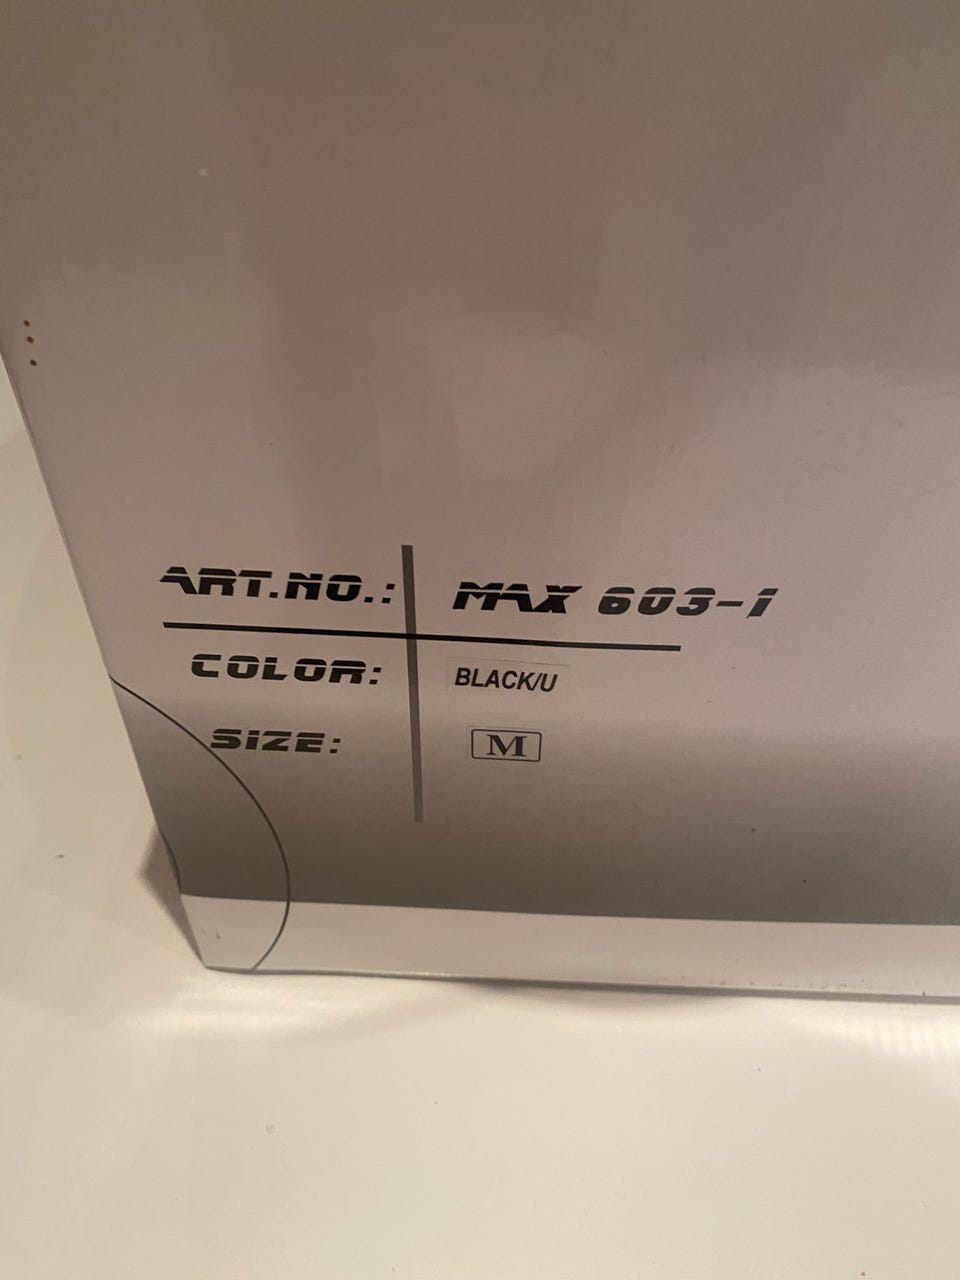 ART.NO.: MAX 603-1
COLOR: BLACK/U
SIZE: M